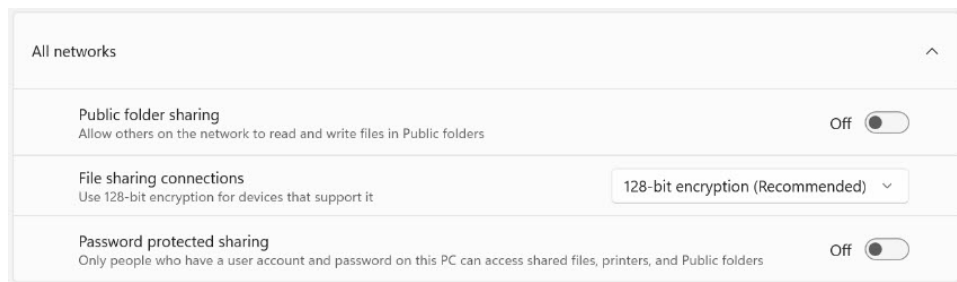 All networks
Public folder sharing
Allow others on the network to read and write files in Public folders
Off
File sharing connections
Use 128-bit encryption for devices that support it
128-bit encryption (Recommended)
Password protected sharing
Only people who have a user account and password on this PC can access shared files, printers, and Public folders
Off